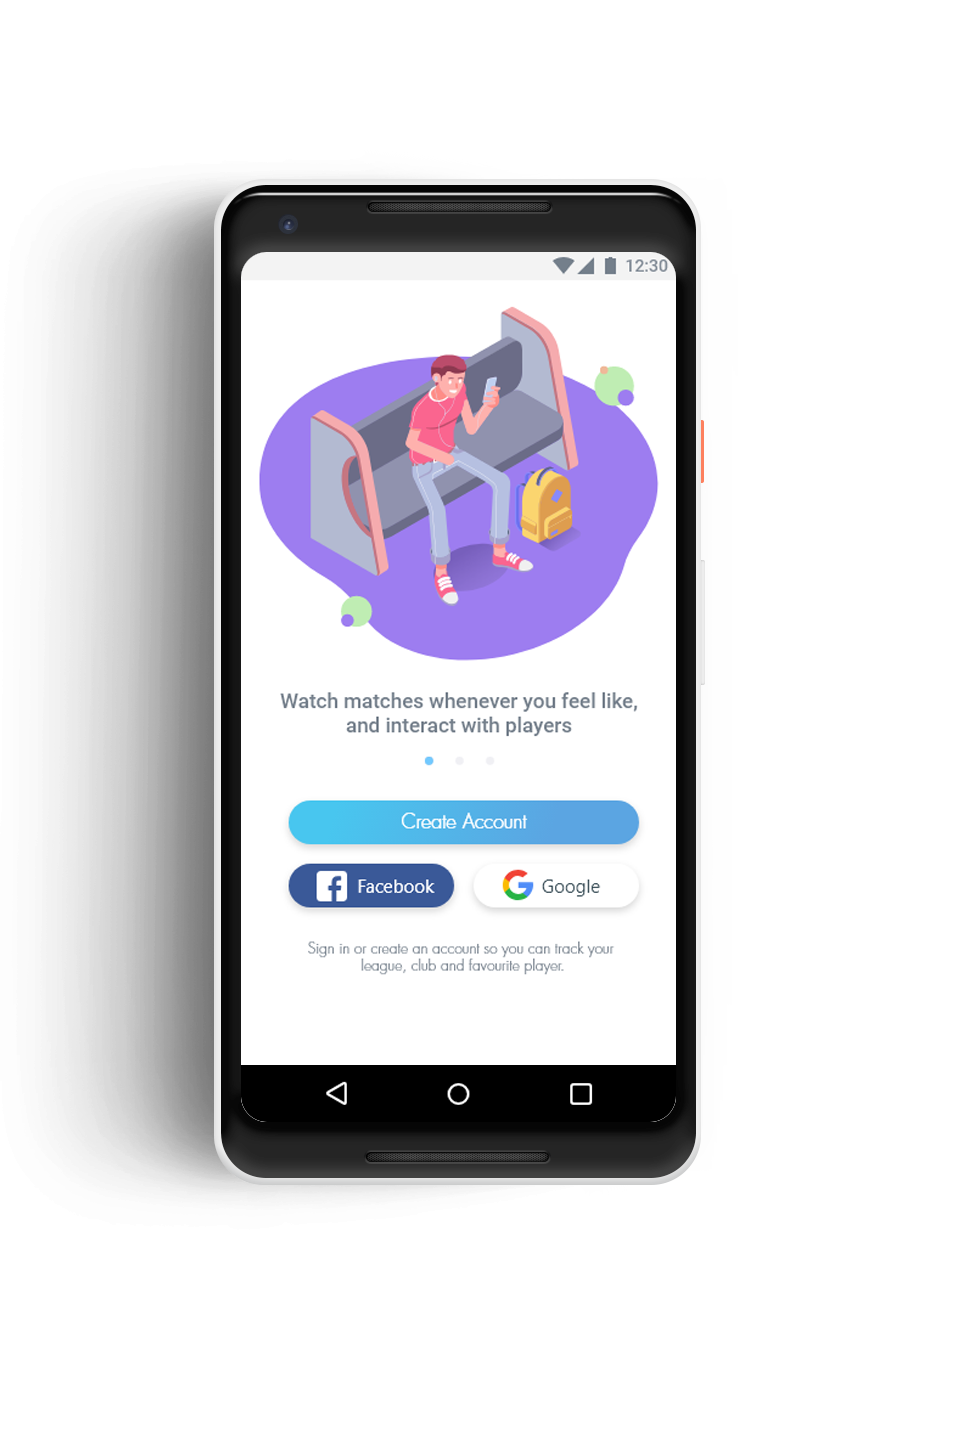 12:30
Watch matches whenever you feel like,
and interact with players
Create Account
Facebook
Google
Sign in or create an account so you can track your
league, club and favourite player.